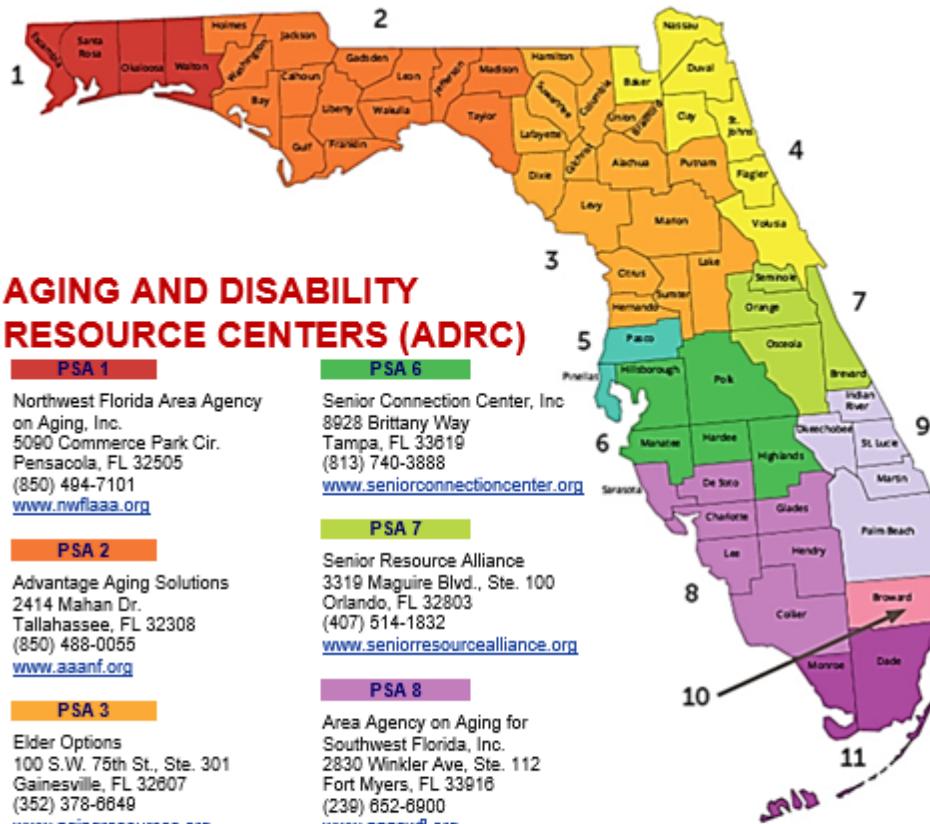 2
Nassau
Holmes
Jackson
Escambia
Santa
Rosa
Okaloosa
Walton
Washington
Gadsden
Leon
Jefferson
Madison
Hamilton
Baker
Duval
1
Calhoun
Bay
Liberty
Wakulla
Taylor
Suwannee
Columbia
Union
Bradford
Clay
St.
Johns
Gulf
Franklin
Lafayette
Gilchrist
Alachua
Putnam
Flagler
4
Dixie
Levy
Marion
Volusia
3
Citrus
Lake
Sumter
Hernando
Seminole
Orange
7
AGING AND DISABILITY
RESOURCE CENTERS (ADRC)
5
Pasco
Pinellas
Hillsborough
Polk
Osceola
Brevard
Indian
River
9
6
Manatee
Hardee
Highlands
Okeechobee
St. Lucie
Martin
Sarasota
De Soto
Charlotte
Glades
Palm Beach
Lee
Hendry
8
Collier
Broward
10
Monroe
Dade
11
PSA 1
Northwest Florida Area Agency
on Aging, Inc.
5090 Commerce Park Cir.
Pensacola, FL 32505
(850) 494-7101
www.nwflaaa.org
PSA 2
Advantage Aging Solutions
2414 Mahan Dr.
Tallahassee, FL 32308
(850) 488-0055
www.aaanf.org
PSA 3
Elder Options
100 S.W. 75th St., Ste. 301
Gainesville, FL 32607
(352) 378-6649
PSA 6
Senior Connection Center, Inc
8928 Brittany Way
Tampa, FL 33619
(813) 740-3888
www.seniorconnectioncenter.org
PSA 7
Senior Resource Alliance
3319 Maguire Blvd., Ste. 100
Orlando, FL 32803
(407) 514-1832
www.seniorresourcealliance.org
PSA 8
Area Agency on Aging for
Southwest Florida, Inc.
2830 Winkler Ave, Ste. 112
Fort Myers, FL 33916
(239) 652-6900